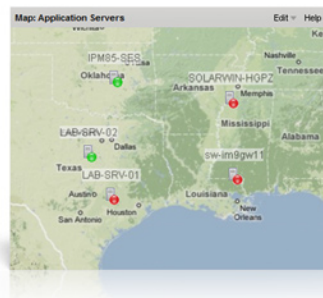 Map: Application Servers Edit Help
IPM85-SES
Oklahoma
Nashville
Tennessee
SOLARWIN-HGPZ
Arkansas
Memphis
Mississippi
Alabama
LAB-SRV-02
Dallas
Texas
sw-im9gw11
LAB-SRV-01
Austin
Houston
Louisiana
San Antonio
New
Orleans